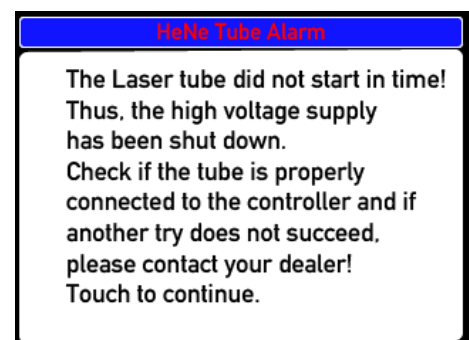 HeNe Tube Alarm
The Laser tube did not start in time!
Thus, the high voltage supply
has been shut down.
Check if the tube is properly
connected to the controller and if
another try does not succeed,
please contact your dealer!
Touch to continue.